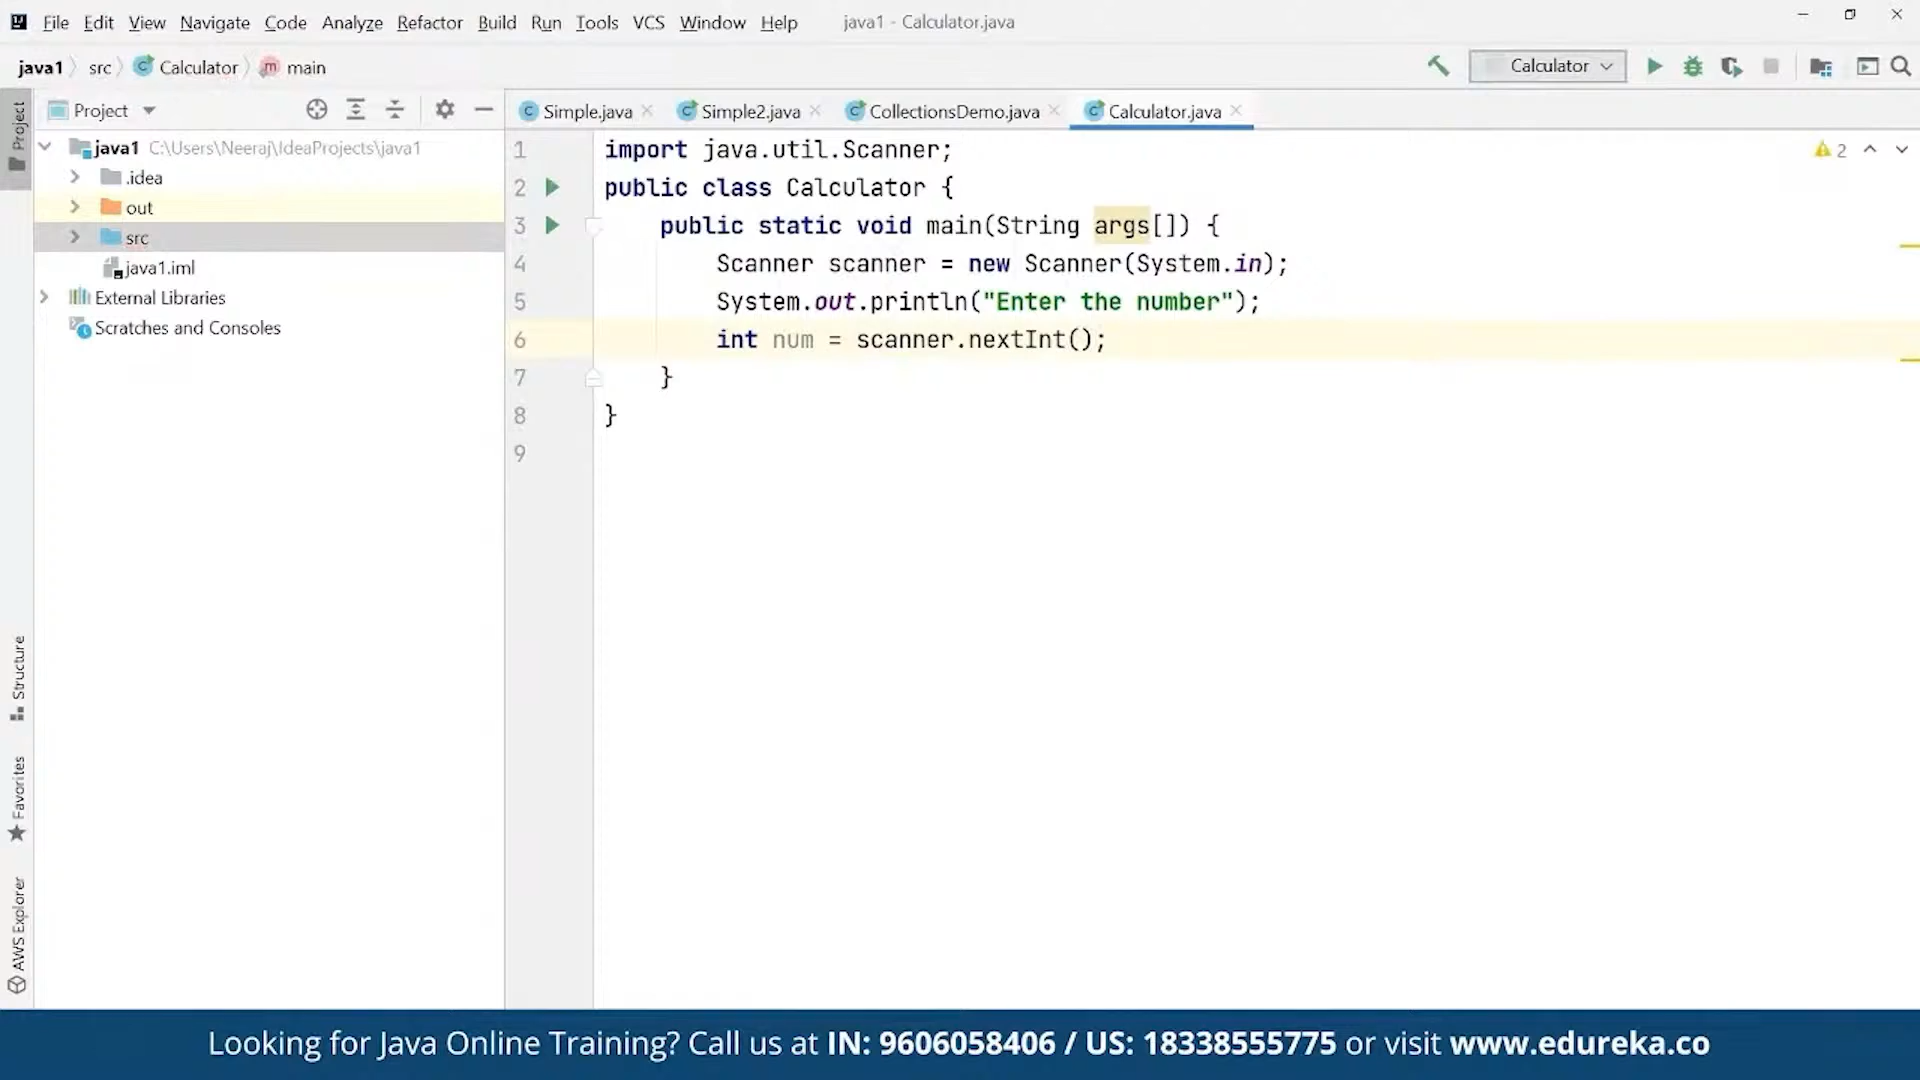 File Edit View Navigate Code Analyze Refactor Build Run Tools VCS Window Help java1 - Calculator.java
java1 src Calculator m main Calculator
Project Simple.java Simple2.java CollectionsDemo.java Calculator.java
java1 C:\Users\Neeraj\IdeaProjects\java1
.idea
out
src
java1.iml
External Libraries
Scratches and Consoles
Project
Structure
Favorites
AWS Explorer
1 import java.util.Scanner;
2 public class Calculator {
3 public static void main(String args[]) {
4 Scanner scanner = new Scanner(System.in);
5 System.out.println("Enter the number");
6 int num = scanner.nextInt();
7 }
8 }
9
2
Looking for Java Online Training? Call us at IN: 9606058406 / US: 18338555775 or visit www.edureka.co